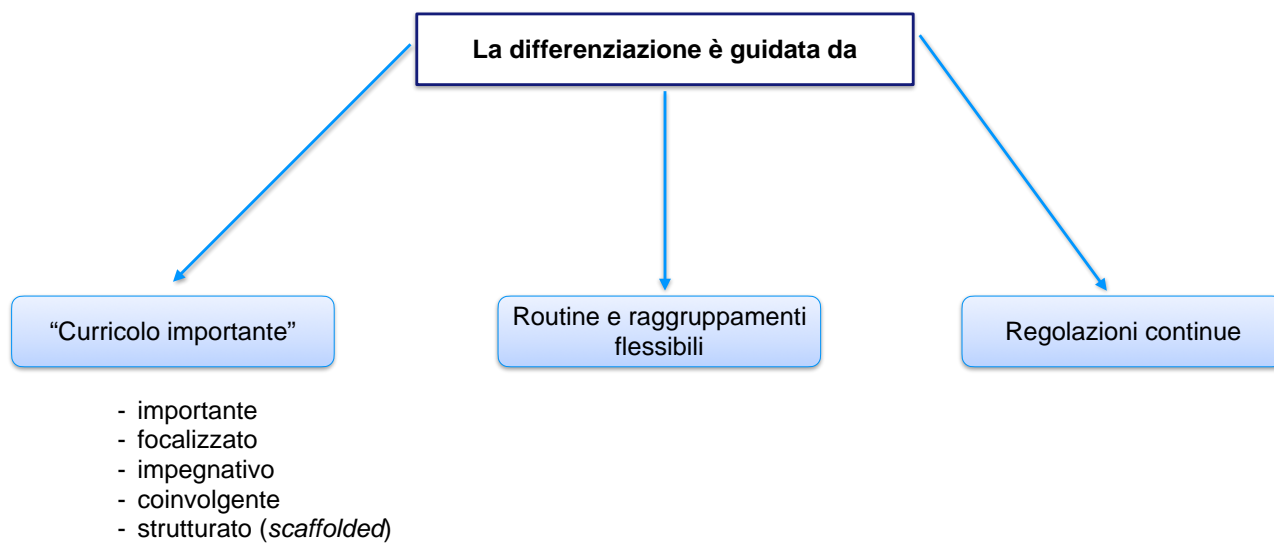 La differenziazione è guidata da
“Curricolo importante”
Routine e raggruppamenti
flessibili
Regolazioni continue
- importante
- focalizzato
- impegnativo
- coinvolgente
- strutturato (scaffolded)